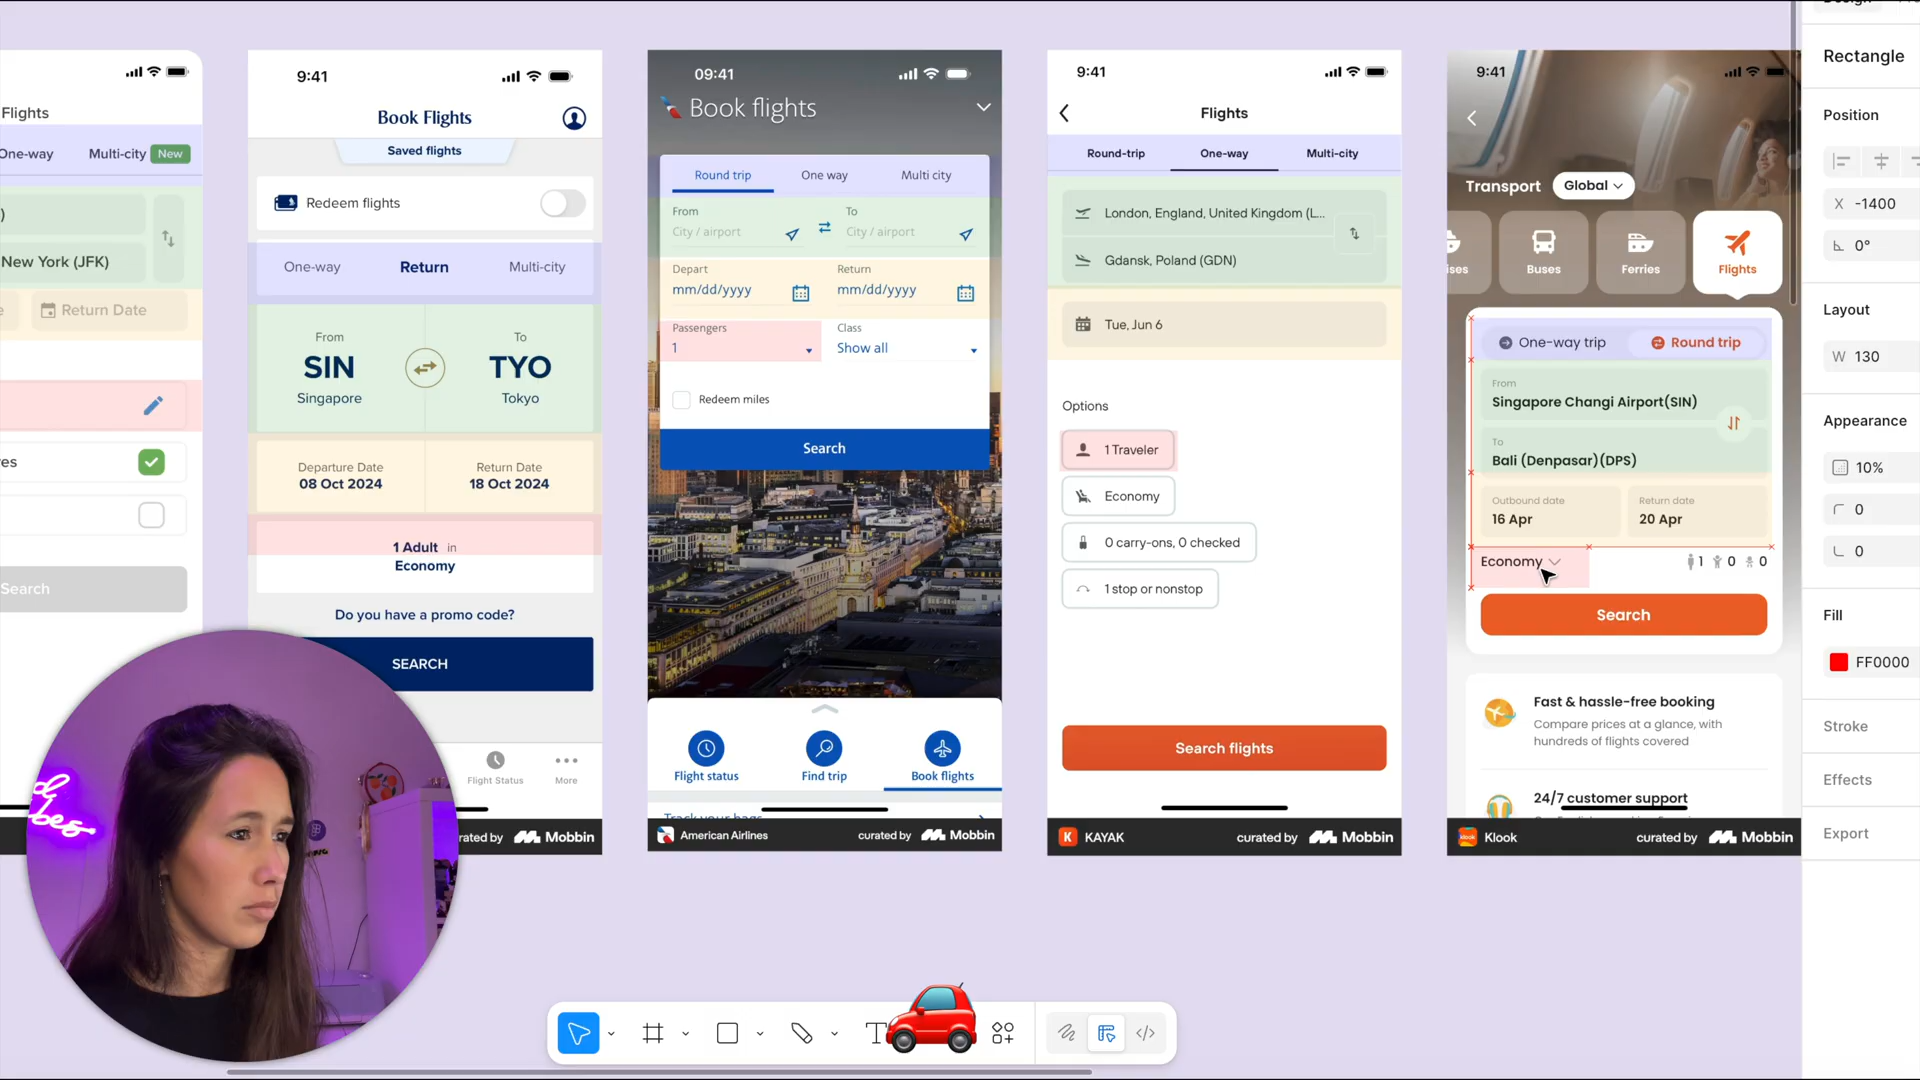 Flights
One-way
Multi-city New
New York (JFK)
Return Date
Search
9:41
Book Flights
Saved flights
Redeem flights
One-way Return Multi-city
From
SIN
Singapore
To
TYO
Tokyo
Departure Date
08 Oct 2024
Return Date
18 Oct 2024
1 Adult in
Economy
Do you have a promo code?
SEARCH
Flight Status
More
Mobbin
09:41
Book flights
Round trip One way Multi city
From
City / airport
To
City / airport
Depart
mm/dd/yyyy
Return
mm/dd/yyyy
Passengers
1
Class
Show all
Redeem miles
Search
Flight status
Find trip
Book flights
Track your bags
American Airlines
curated by Mobbin
9:41
Flights
Round-trip One-way Multi-city
London, England, United Kingdom (L...
Gdansk, Poland (GDN)
Tue, Jun 6
Options
1 Traveler
Economy
0 carry-ons, 0 checked
1 stop or nonstop
Search flights
K KAYAK
curated by Mobbin
9:41
Transport Global
Buses
Ferries
Flights
One-way trip
Round trip
From
Singapore Changi Airport(SIN)
To
Bali (Denpasar)(DPS)
Outbound date
16 Apr
Return date
20 Apr
Economy
1 0 0
Search
Fast & hassle-free booking
Compare prices at a glance, with
hundreds of flights covered
24/7 customer support
klook Klook
curated by Mobbin
Design
Rectangle
Position
X -1400
0°
Layout
W 130
Appearance
10%
0
0
Fill
FF0000
Stroke
Effects
Export